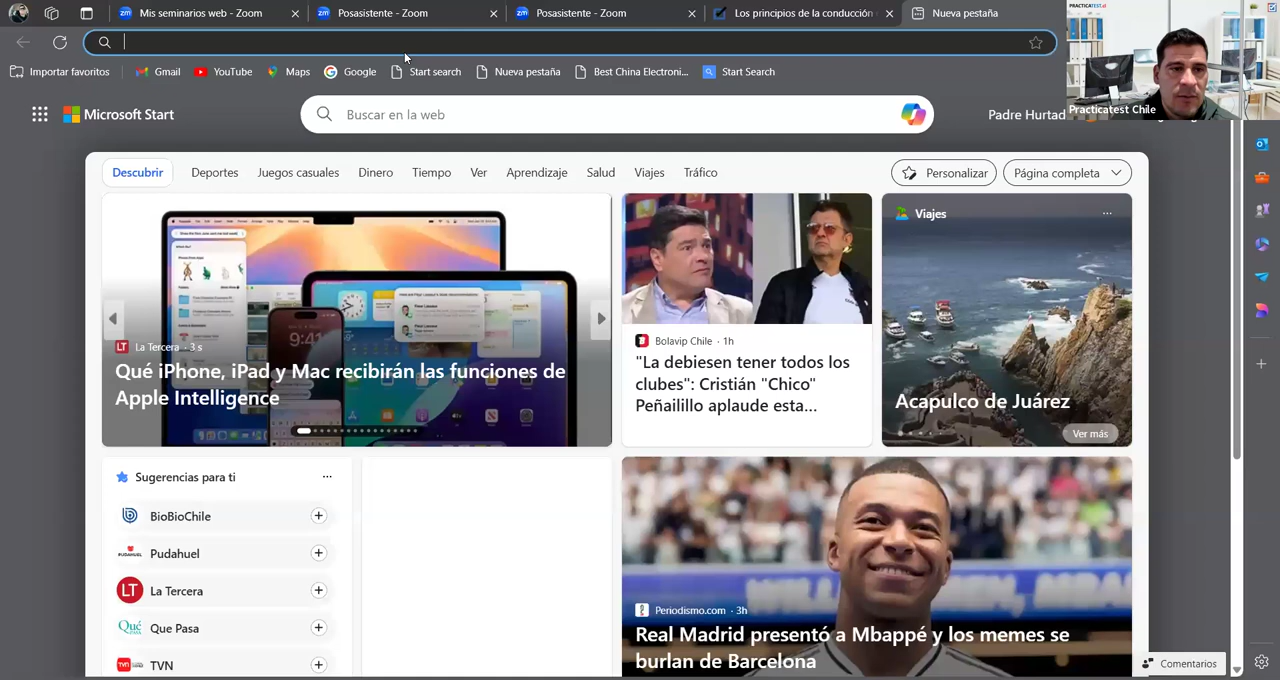 Mis seminarios web - Zoom
Posasistente - Zoom
Posasistente - Zoom
Los principios de la conducción
Nueva pestaña
PRACTICATEST.cl
Importar favoritos
Gmail
YouTube
Maps
Google
Start search
Nueva pestaña
Best China Electroni...
Start Search
Practicatest Chile
Microsoft Start
Buscar en la web
Padre Hurtad
Descubrir
Deportes
Juegos casuales
Dinero
Tiempo
Ver
Aprendizaje
Salud
Viajes
Tráfico
Personalizar
Página completa
LT La Tercera · 3 s
Qué iPhone, iPad y Mac recibirán las funciones de
Apple Intelligence
Bolavip Chile · 1h
"La debiesen tener todos los
clubes": Cristián "Chico"
Peñailillo aplaude esta...
Viajes
Acapulco de Juárez
Ver más
Sugerencias para ti
BioBioChile
Pudahuel
LT La Tercera
Qué Pasa Que Pasa
TVN
Periodismo.com · 3h
Real Madrid presentó a Mbappé y los memes se
burlan de Barcelona
Comentarios